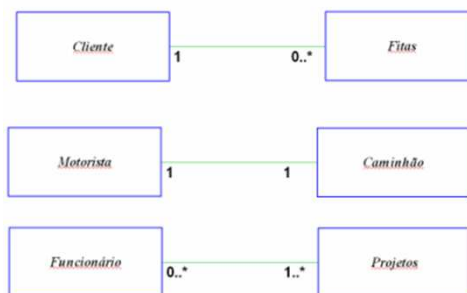 Cliente 1 0..* Fitas
Motorista 1 1 Caminhão
Funcionário 0..* 1..* Projetos